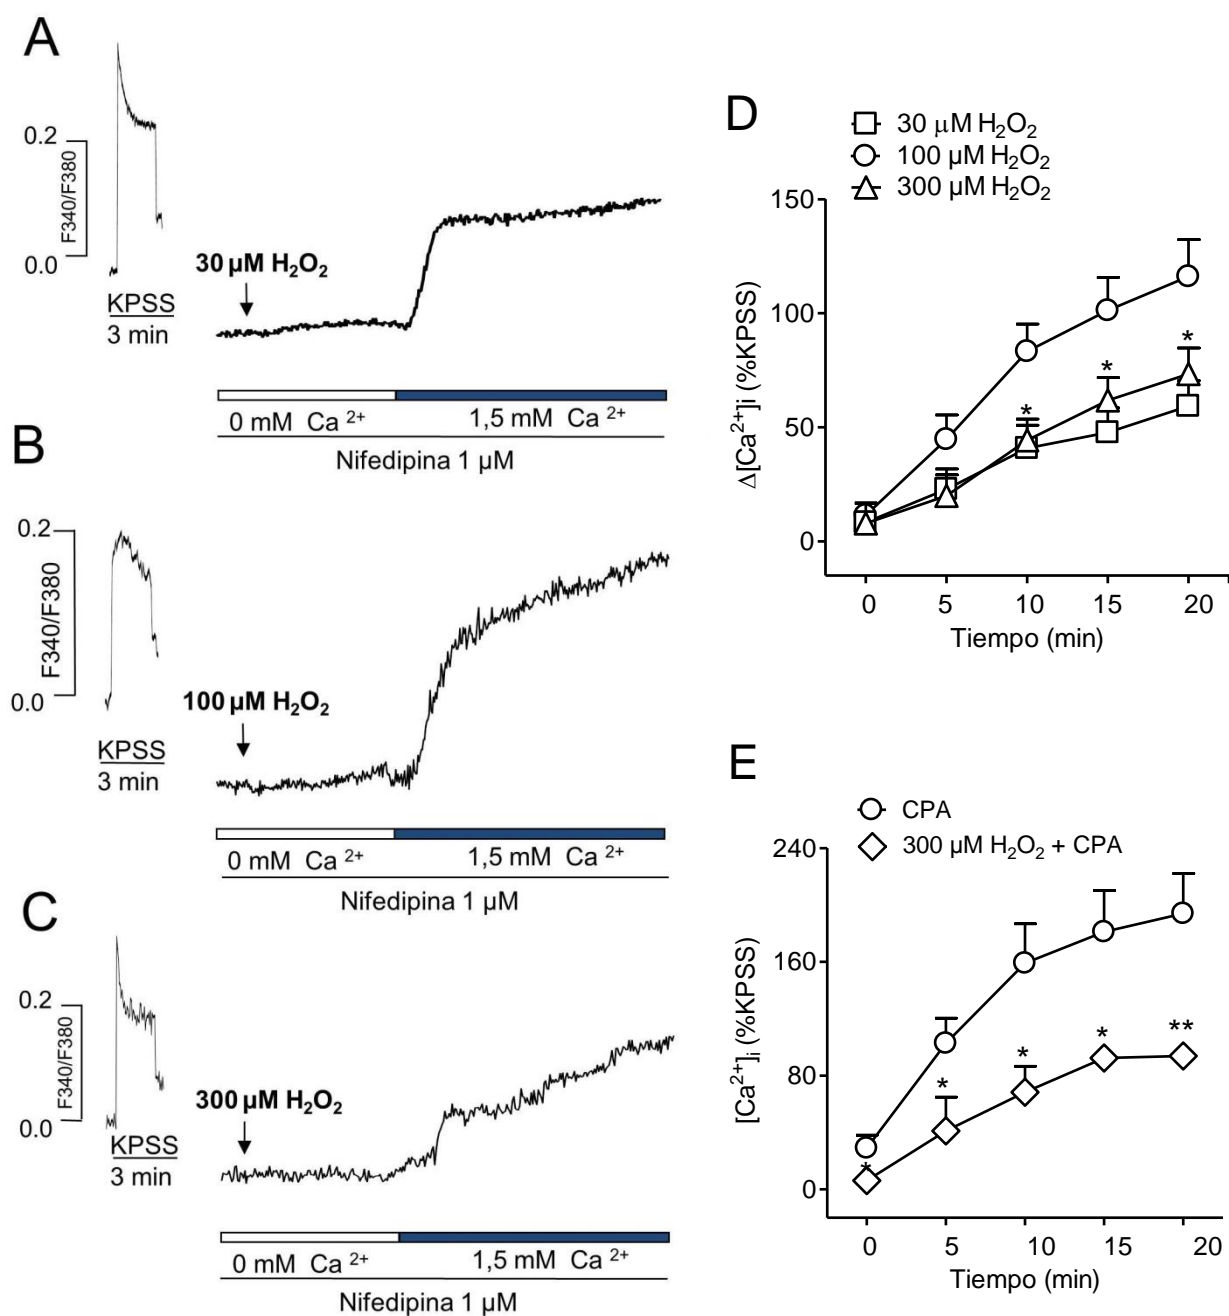 A
0.2
F340/F380
0.0
KPSS
3 min
30 µM H₂O₂
0 mM Ca ²⁺
1,5 mM Ca ²⁺
Nifedipina 1 µM
B
0.2
F340/F380
0.0
KPSS
3 min
100 µM H₂O₂
0 mM Ca ²⁺
1,5 mM Ca ²⁺
Nifedipina 1 µM
C
0.2
F340/F380
0.0
KPSS
3 min
300 µM H₂O₂
0 mM Ca ²⁺
1,5 mM Ca ²⁺
Nifedipina 1 µM
D
30 µM H₂O₂
100 µM H₂O₂
300 µM H₂O₂
150
100
50
0
Δ[Ca²⁺]i (%KPSS)
* * *
0 5 10 15 20
Tiempo (min)
E
CPA
300 µM H₂O₂ + CPA
240
160
80
0
[Ca²⁺]ᵢ (%KPSS)
* * * * **
0 5 10 15 20
Tiempo (min)